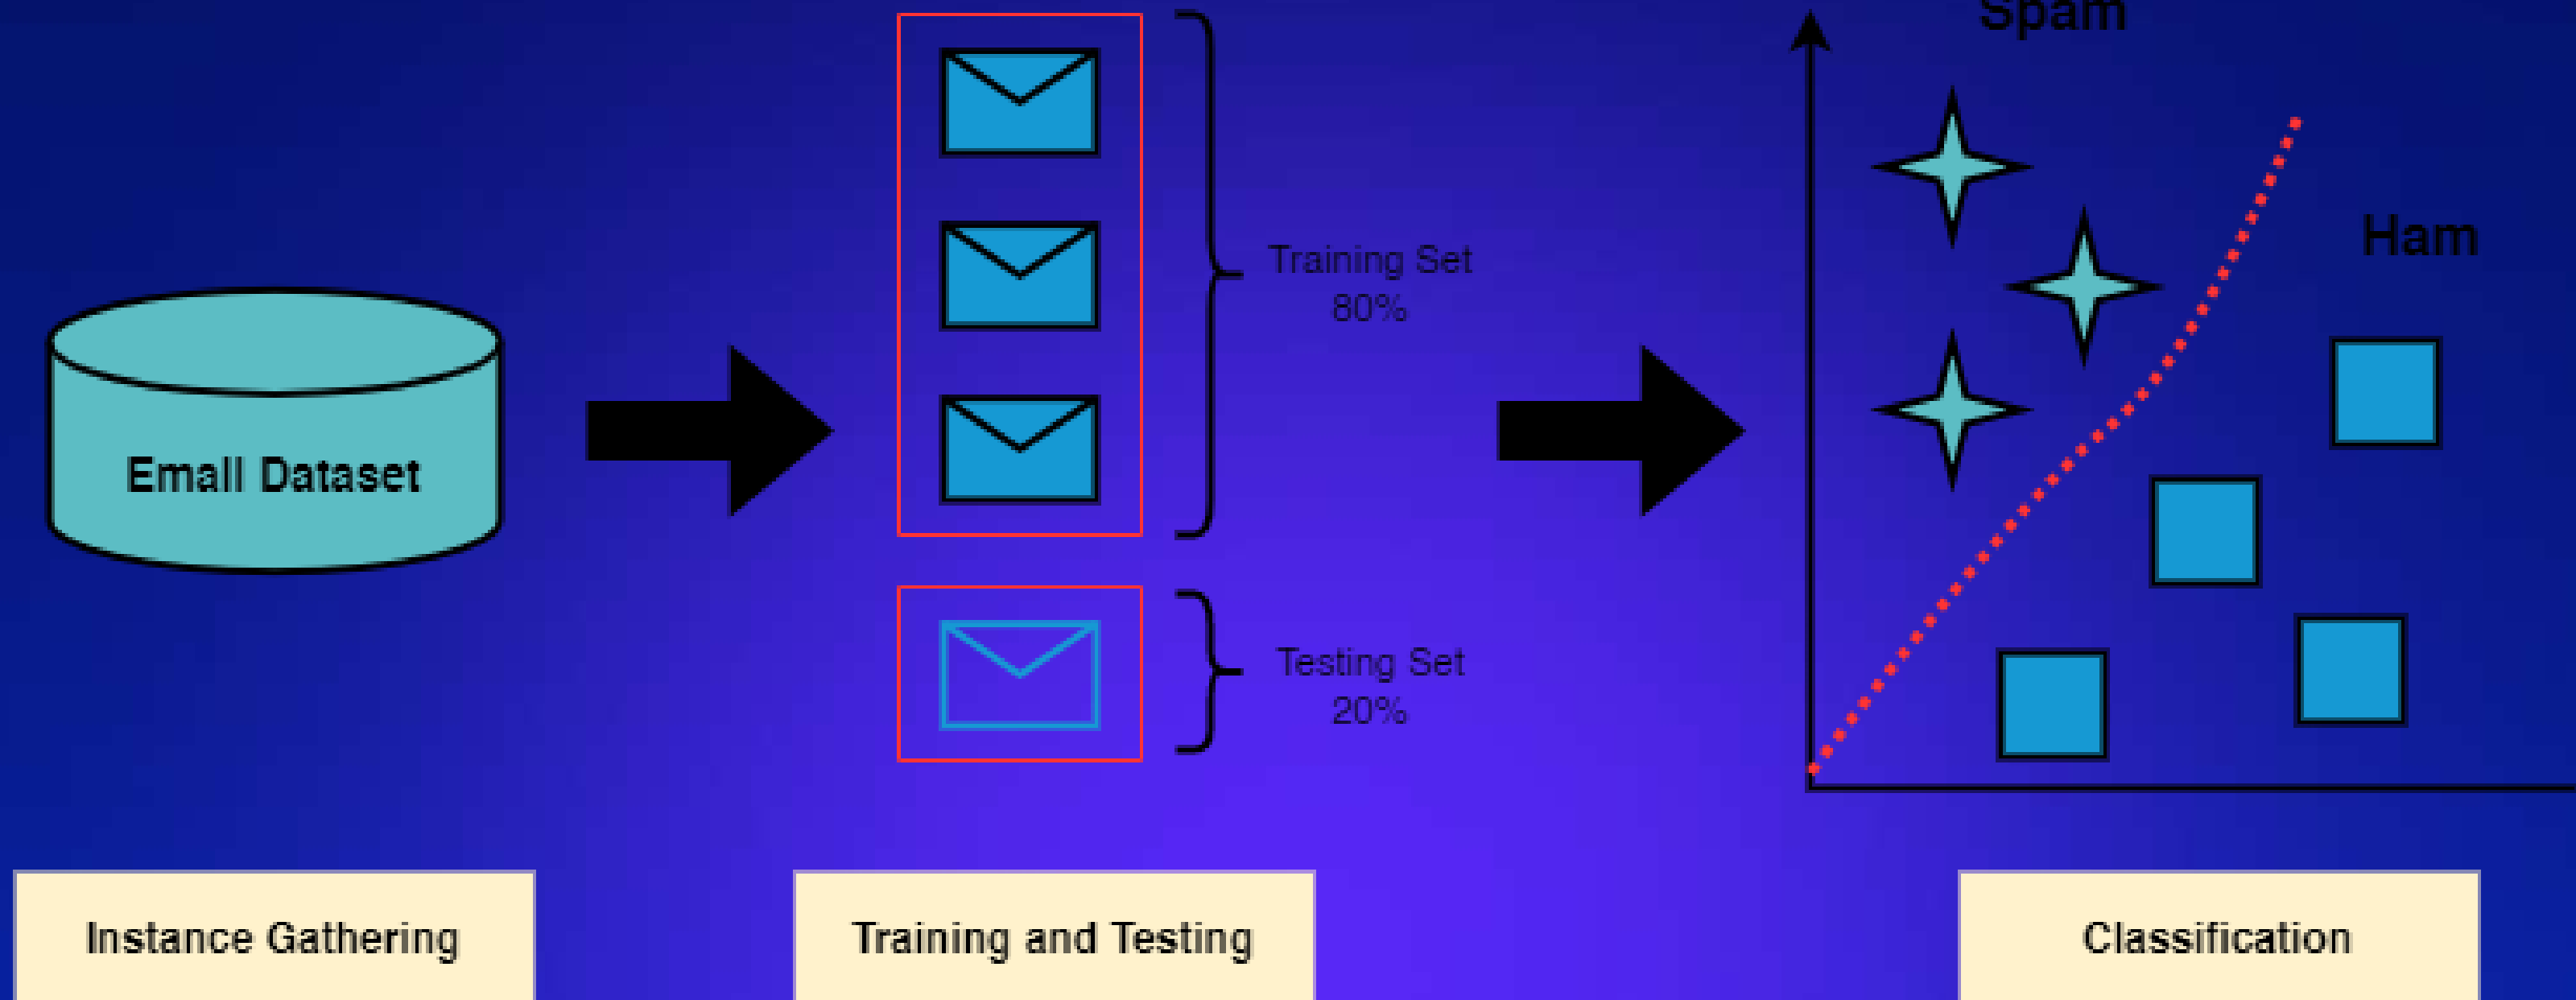 Spam
Ham
Training Set
80%
Email Dataset
Testing Set
20%
Instance Gathering
Training and Testing
Classification